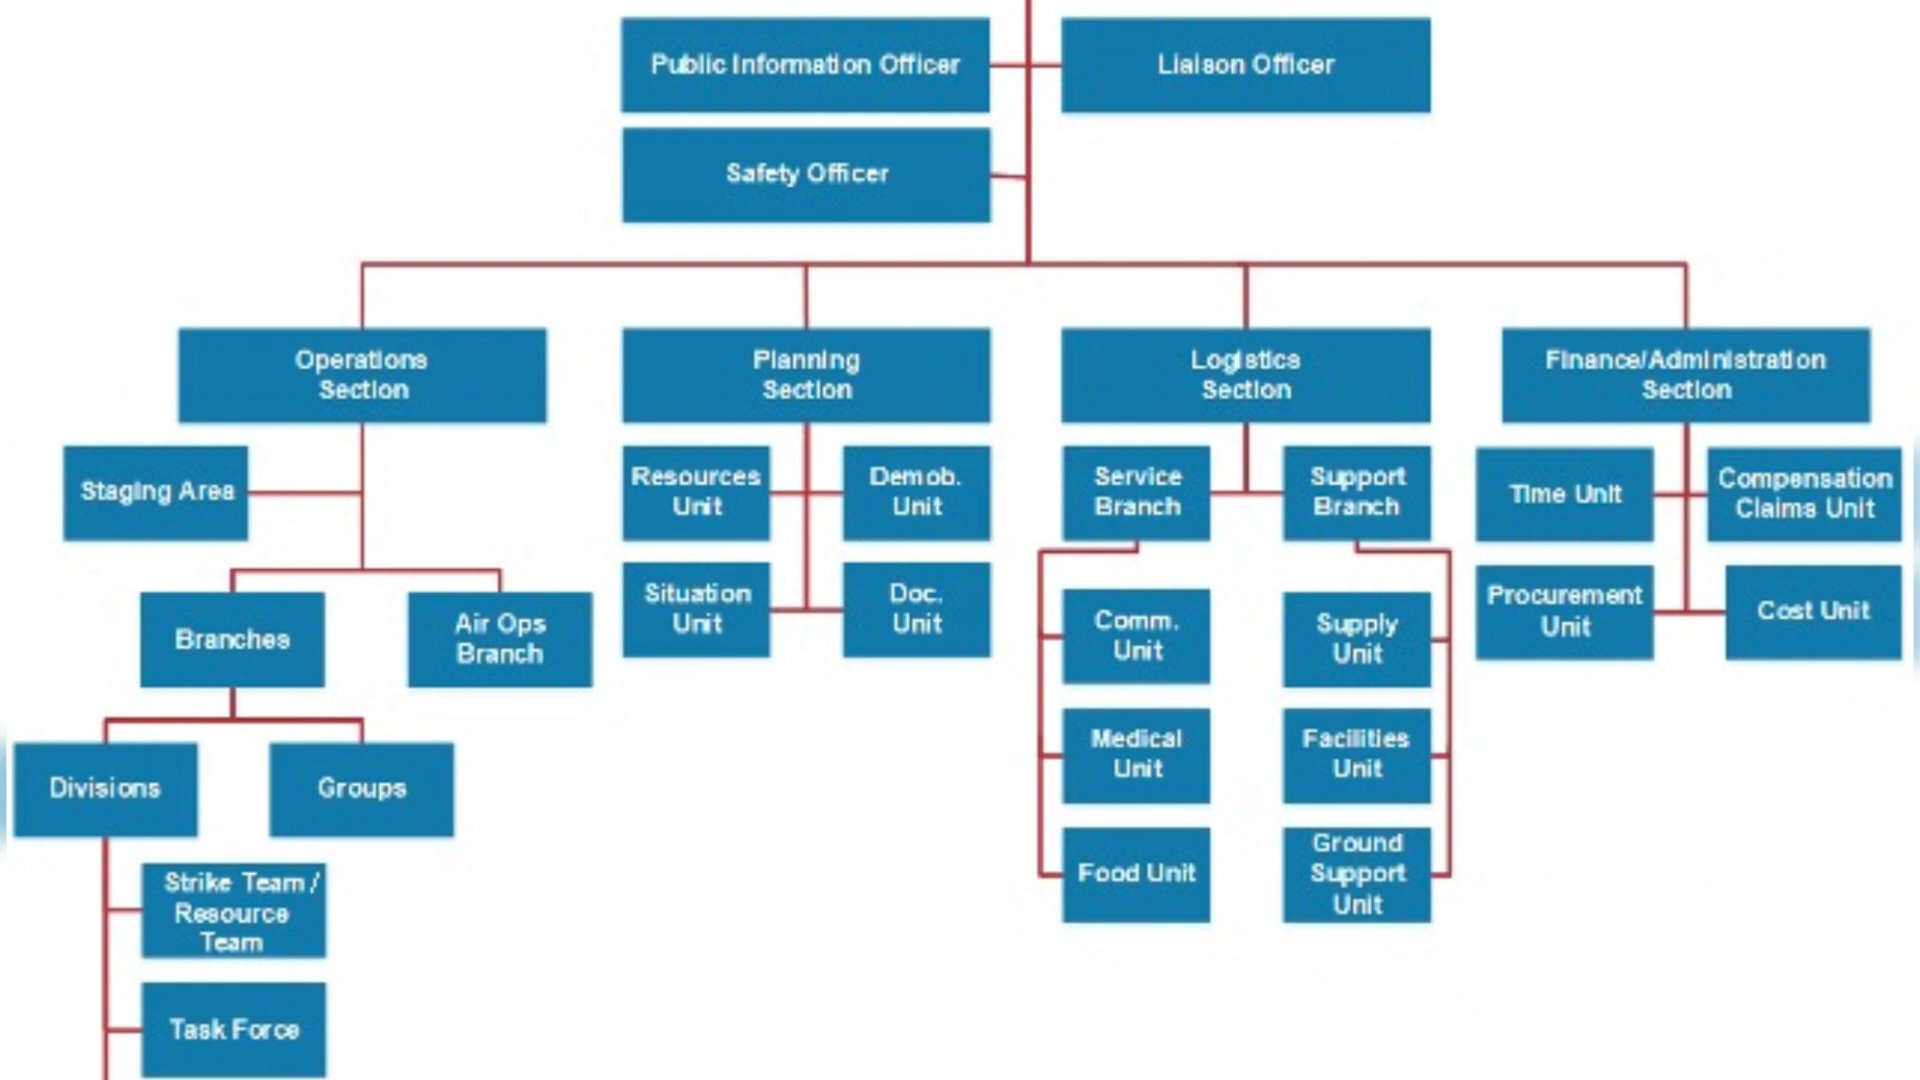 Public Information Officer
Liaison Officer
Safety Officer
Operations
Section
Planning
Section
Logistics
Section
Finance/Administration
Section
Staging Area
Resources
Unit
Demob.
Unit
Service
Branch
Support
Branch
Time Unit
Compensation
Claims Unit
Branches
Air Ops
Branch
Situation
Unit
Doc.
Unit
Comm.
Unit
Supply
Unit
Procurement
Unit
Cost Unit
Divisions
Groups
Medical
Unit
Facilities
Unit
Strike Team /
Resource
Team
Food Unit
Ground
Support
Unit
Task Force